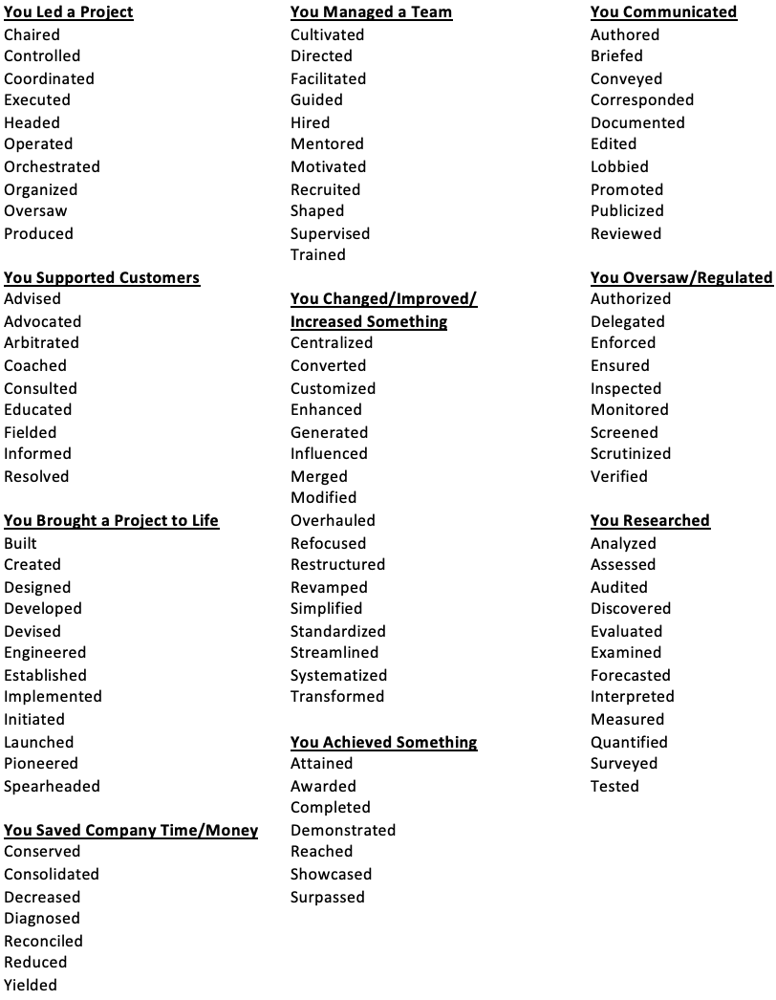 You Led a Project
Chaired
Controlled
Coordinated
Executed
Headed
Operated
Orchestrated
Organized
Oversaw
Produced
You Supported Customers
Advised
Advocated
Arbitrated
Coached
Consulted
Educated
Fielded
Informed
Resolved
You Brought a Project to Life
Built
Created
Designed
Developed
Devised
Engineered
Established
Implemented
Initiated
Launched
Pioneered
Spearheaded
You Saved Company Time/Money
Conserved
Consolidated
Decreased
Diagnosed
Reconciled
Reduced
Yielded
You Managed a Team
Cultivated
Directed
Facilitated
Guided
Hired
Mentored
Motivated
Recruited
Shaped
Supervised
Trained
You Changed/Improved/
Increased Something
Centralized
Converted
Customized
Enhanced
Generated
Influenced
Merged
Modified
Overhauled
Refocused
Restructured
Revamped
Simplified
Standardized
Streamlined
Systematized
Transformed
You Achieved Something
Attained
Awarded
Completed
Demonstrated
Reached
Showcased
Surpassed
You Communicated
Authored
Briefed
Conveyed
Corresponded
Documented
Edited
Lobbied
Promoted
Publicized
Reviewed
You Oversaw/Regulated
Authorized
Delegated
Enforced
Ensured
Inspected
Monitored
Screened
Scrutinized
Verified
You Researched
Analyzed
Assessed
Audited
Discovered
Evaluated
Examined
Forecasted
Interpreted
Measured
Quantified
Surveyed
Tested